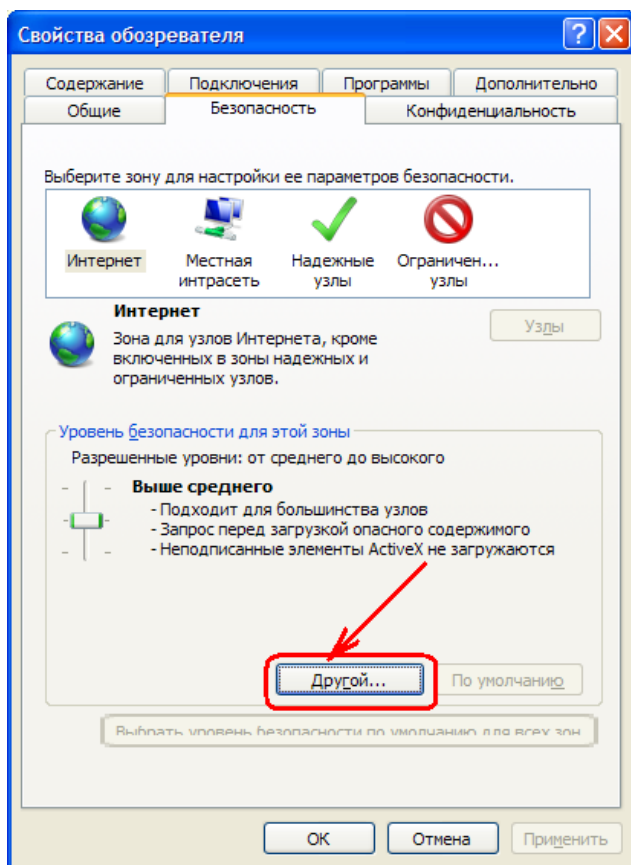 Свойства обозревателя
Содержание Подключения Программы Дополнительно
Общие Безопасность Конфиденциальность
Выберите зону для настройки ее параметров безопасности.
Интернет Местная интрасеть Надежные узлы Ограничен... узлы
Интернет
Зона для узлов Интернета, кроме
включенных в зоны надежных и
ограниченных узлов.
Узлы
Уровень безопасности для этой зоны
Разрешенные уровни: от среднего до высокого
Выше среднего
- Подходит для большинства узлов
- Запрос перед загрузкой опасного содержимого
- Неподписанные элементы ActiveX не загружаются
Другой... По умолчанию
Выбрать уровень безопасности по умолчанию для всех зон
ОК Отмена Применить